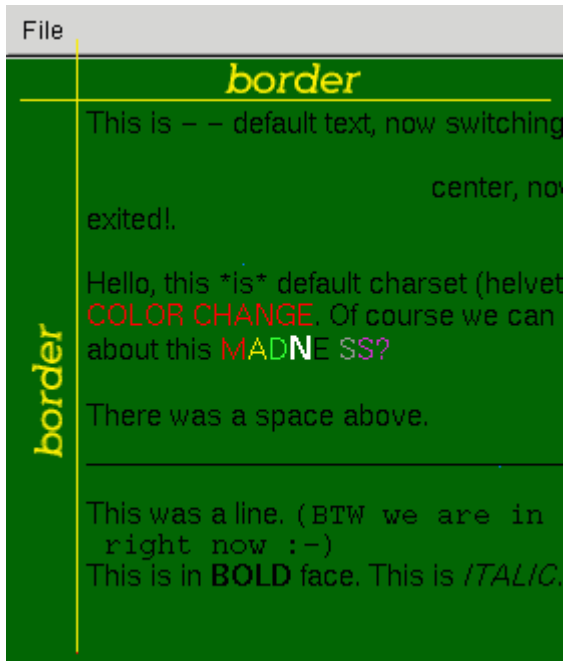 File
border
This is – – default text, now switching
center, now
exited!.
Hello, this *is* default charset (helvet
COLOR CHANGE. Of course we can
about this MADNE SS?
border
There was a space above.
This was a line. (BTW we are in
right now :-)
This is in BOLD face. This is ITALIC.